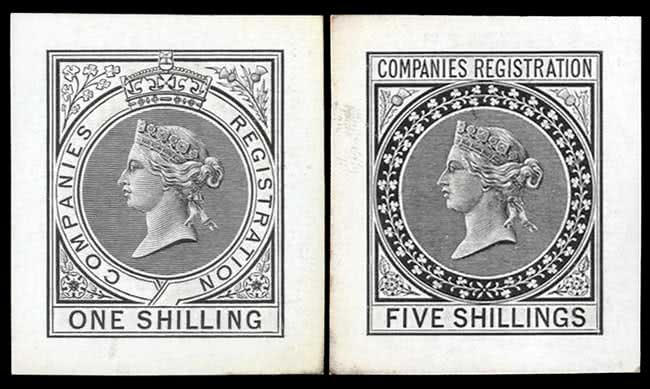 COMPANIES REGISTRATION
ONE SHILLING
COMPANIES REGISTRATION
FIVE SHILLINGS